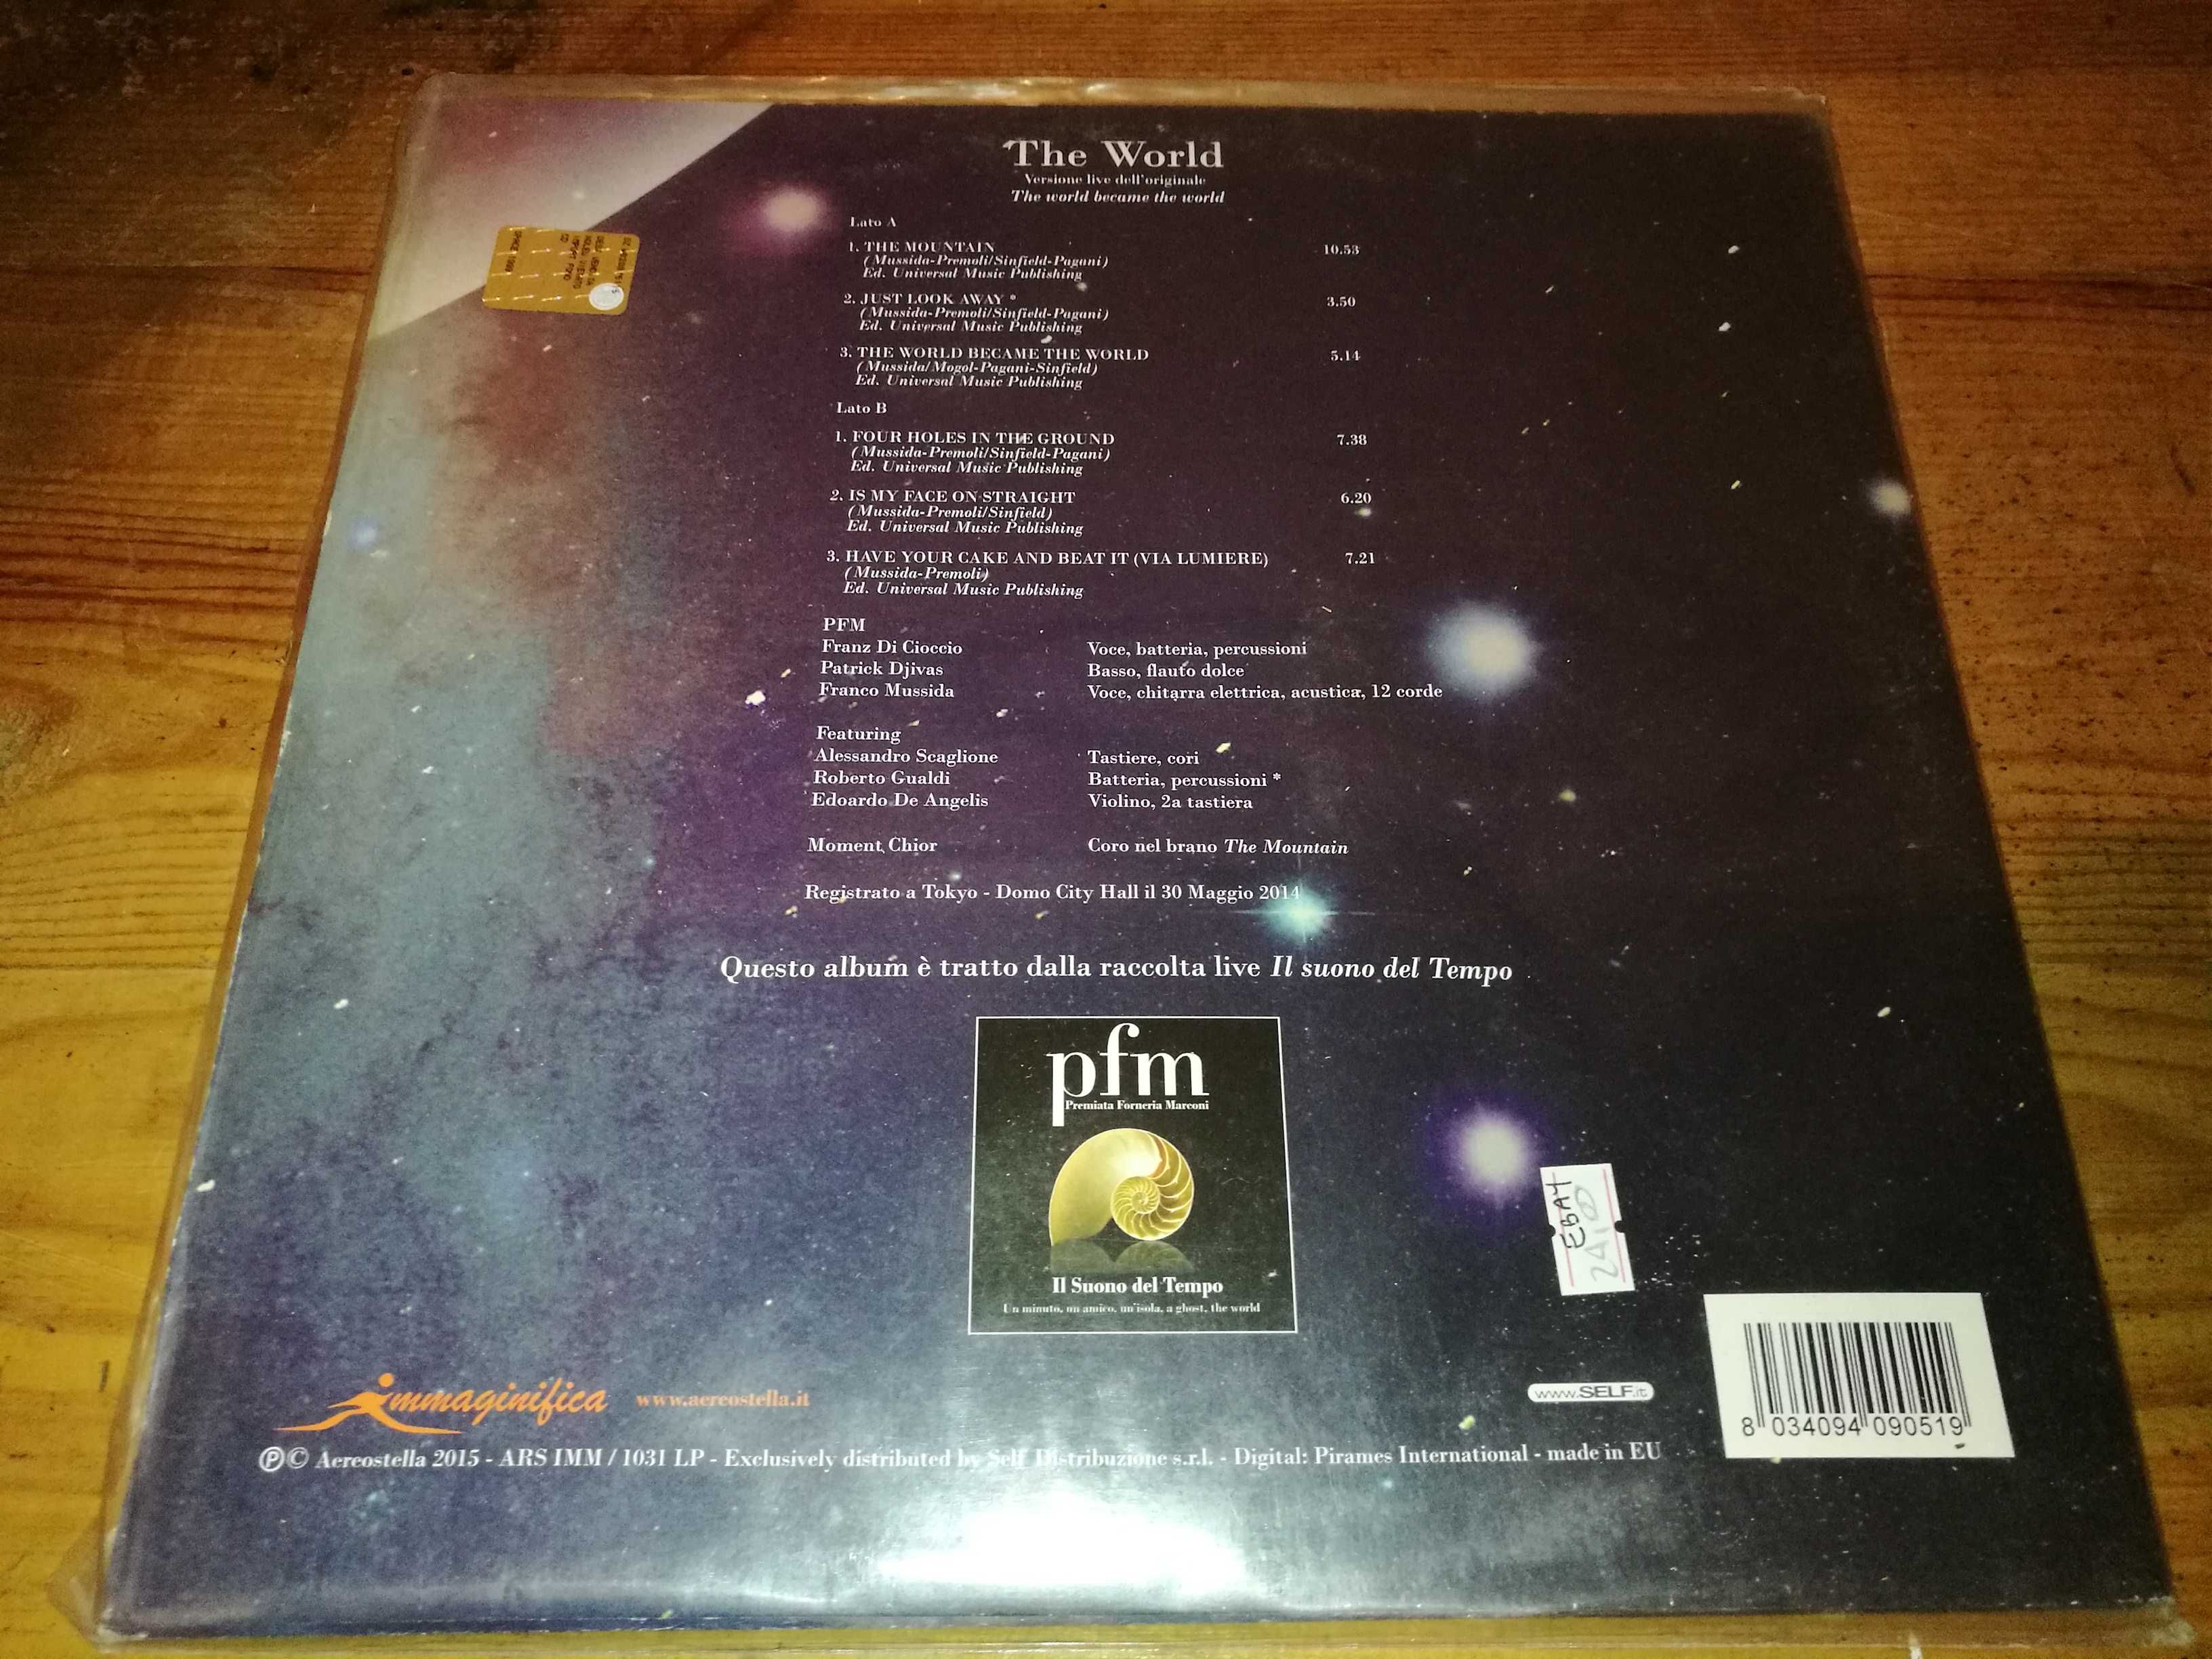 The World
Versione live dell'originale
The world became the world
Lato A
1. THE MOUNTAIN 10.53
(Mussida-Premoli/Sinfield-Pagani)
Ed. Universal Music Publishing
2. JUST LOOK AWAY * 3.50
(Mussida-Premoli/Sinfield-Pagani)
Ed. Universal Music Publishing
3. THE WORLD BECAME THE WORLD 5.14
(Mussida/Mogol-Pagani-Sinfield)
Ed. Universal Music Publishing
Lato B
1. FOUR HOLES IN THE GROUND 7.38
(Mussida-Premoli/Sinfield-Pagani)
Ed. Universal Music Publishing
2. IS MY FACE ON STRAIGHT 6.20
(Mussida-Premoli/Sinfield)
Ed. Universal Music Publishing
3. HAVE YOUR CAKE AND BEAT IT (VIA LUMIERE) 7.21
(Mussida-Premoli)
Ed. Universal Music Publishing
PFM
Franz Di Cioccio Voce, batteria, percussioni
Patrick Djivas Basso, flauto dolce
Franco Mussida Voce, chitarra elettrica, acustica, 12 corde
Featuring
Alessandro Scaglione Tastiere, cori
Roberto Gualdi Batteria, percussioni *
Edoardo De Angelis Violino, 2a tastiera
Moment Chior Coro nel brano The Mountain
Registrato a Tokyo - Domo City Hall il 30 Maggio 2014
Questo album è tratto dalla raccolta live Il suono del Tempo
pfm
Premiata Forneria Marconi
Il Suono del Tempo
Un minuto, un amico, un'isola, a ghost, the world
EBAY
24,00
immaginifica www.aereostella.it
www.SELF.it
8 034094 090519
℗© Aereostella 2015 - ARS IMM / 1031 LP - Exclusively distributed by Self Distribuzione s.r.l. - Digital: Pirames International - made in EU